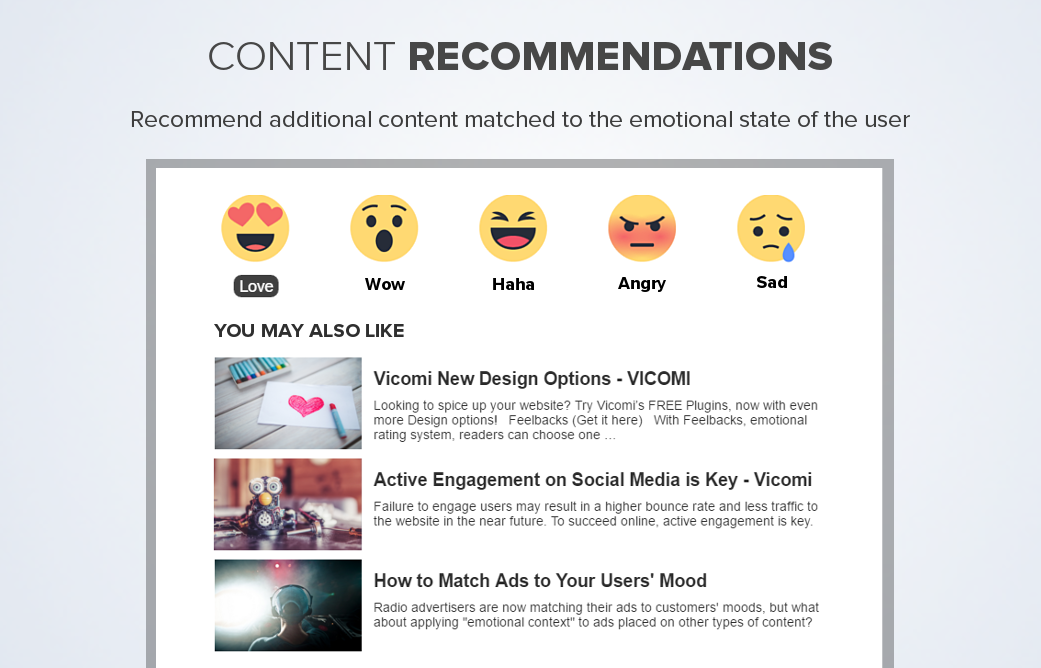 CONTENT RECOMMENDATIONS
Recommend additional content matched to the emotional state of the user
Love Wow Haha Angry Sad
YOU MAY ALSO LIKE
Vicomi New Design Options - VICOMI
Looking to spice up your website? Try Vicomi's FREE Plugins, now with even
more Design options!   Feelbacks (Get it here)   With Feelbacks, emotional
rating system, readers can choose one ...
Active Engagement on Social Media is Key - Vicomi
Failure to engage users may result in a higher bounce rate and less traffic to
the website in the near future. To succeed online, active engagement is key.
How to Match Ads to Your Users' Mood
Radio advertisers are now matching their ads to customers' moods, but what
about applying "emotional context" to ads placed on other types of content?